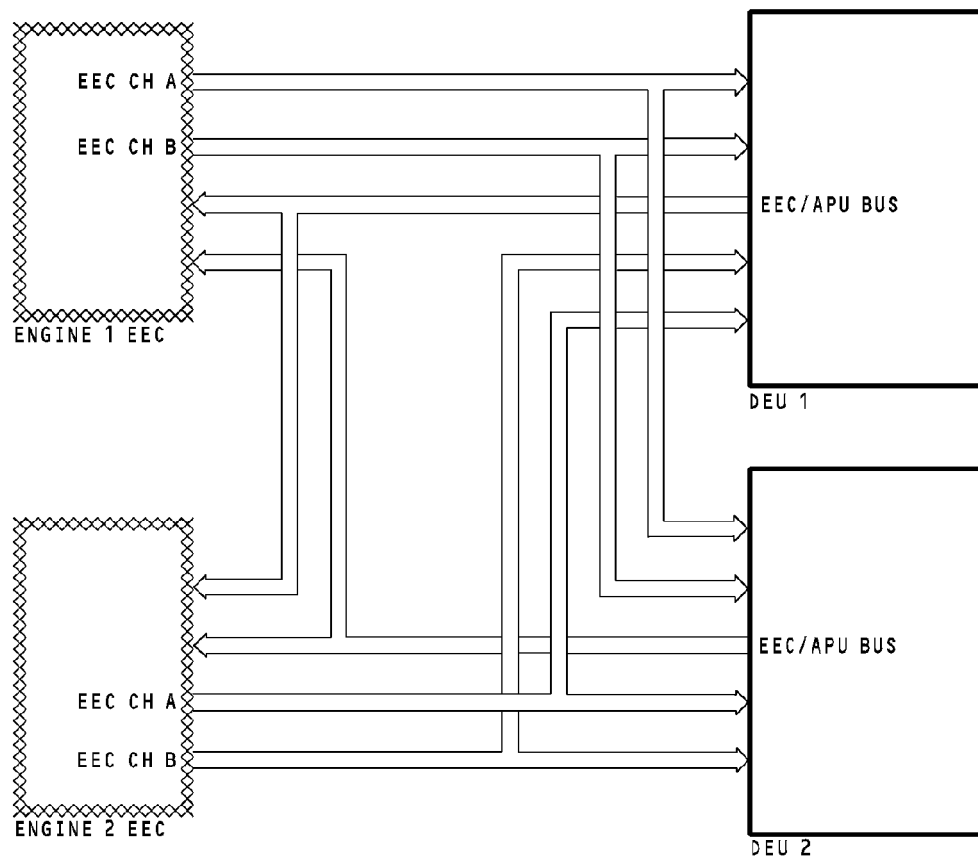 EEC CH A
EEC CH B
EEC/APU BUS
ENGINE 1 EEC
DEU 1
EEC/APU BUS
EEC CH A
EEC CH B
ENGINE 2 EEC
DEU 2